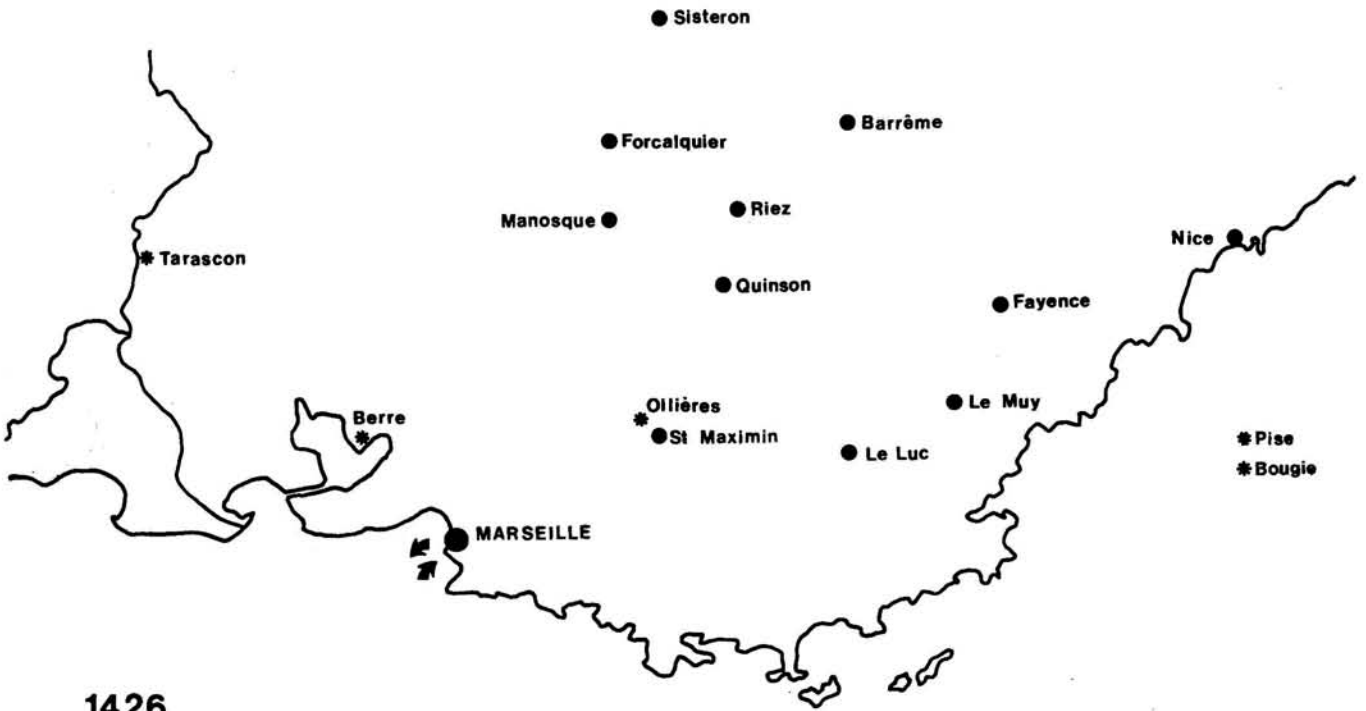 Sisteron
Barrême
Forcalquier
Riez
Manosque
Nice
Tarascon
Quinson
Fayence
Ollières
Le Muy
Berre
St Maximin
Pise
Le Luc
Bougie
MARSEILLE
1426